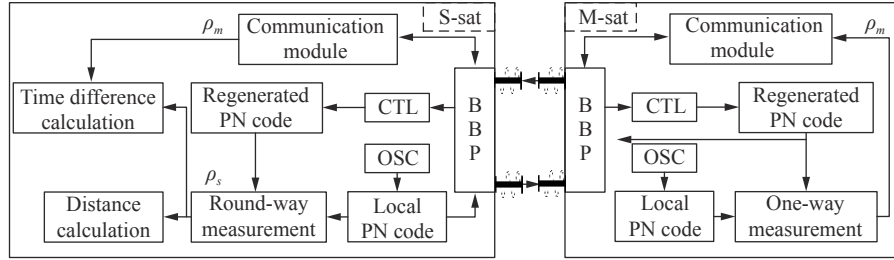 S-sat
ρm
Communication
module
Time difference
calculation
Regenerated
PN code
CTL
B
B
P
OSC
ρs
Distance
calculation
Round-way
measurement
Local
PN code
M-sat
Communication
module
ρm
B
B
P
CTL
Regenerated
PN code
OSC
Local
PN code
One-way
measurement